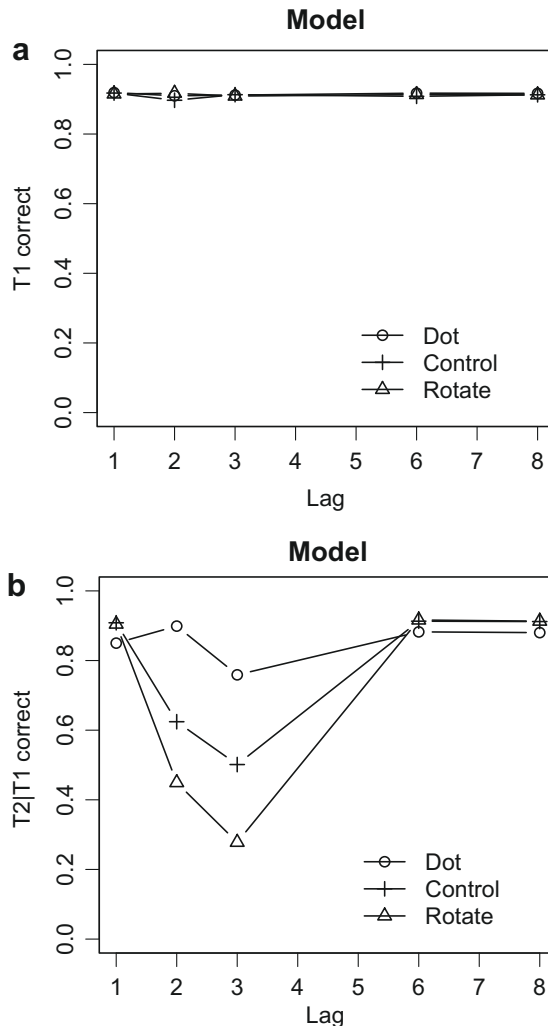 Model
a
1.0
0.8
0.6
0.4
0.2
0.0
T1 correct
Dot
Control
Rotate
1 2 3 4 5 6 7 8
Lag
Model
b
1.0
0.8
0.6
0.4
0.2
0.0
T2|T1 correct
Dot
Control
Rotate
1 2 3 4 5 6 7 8
Lag